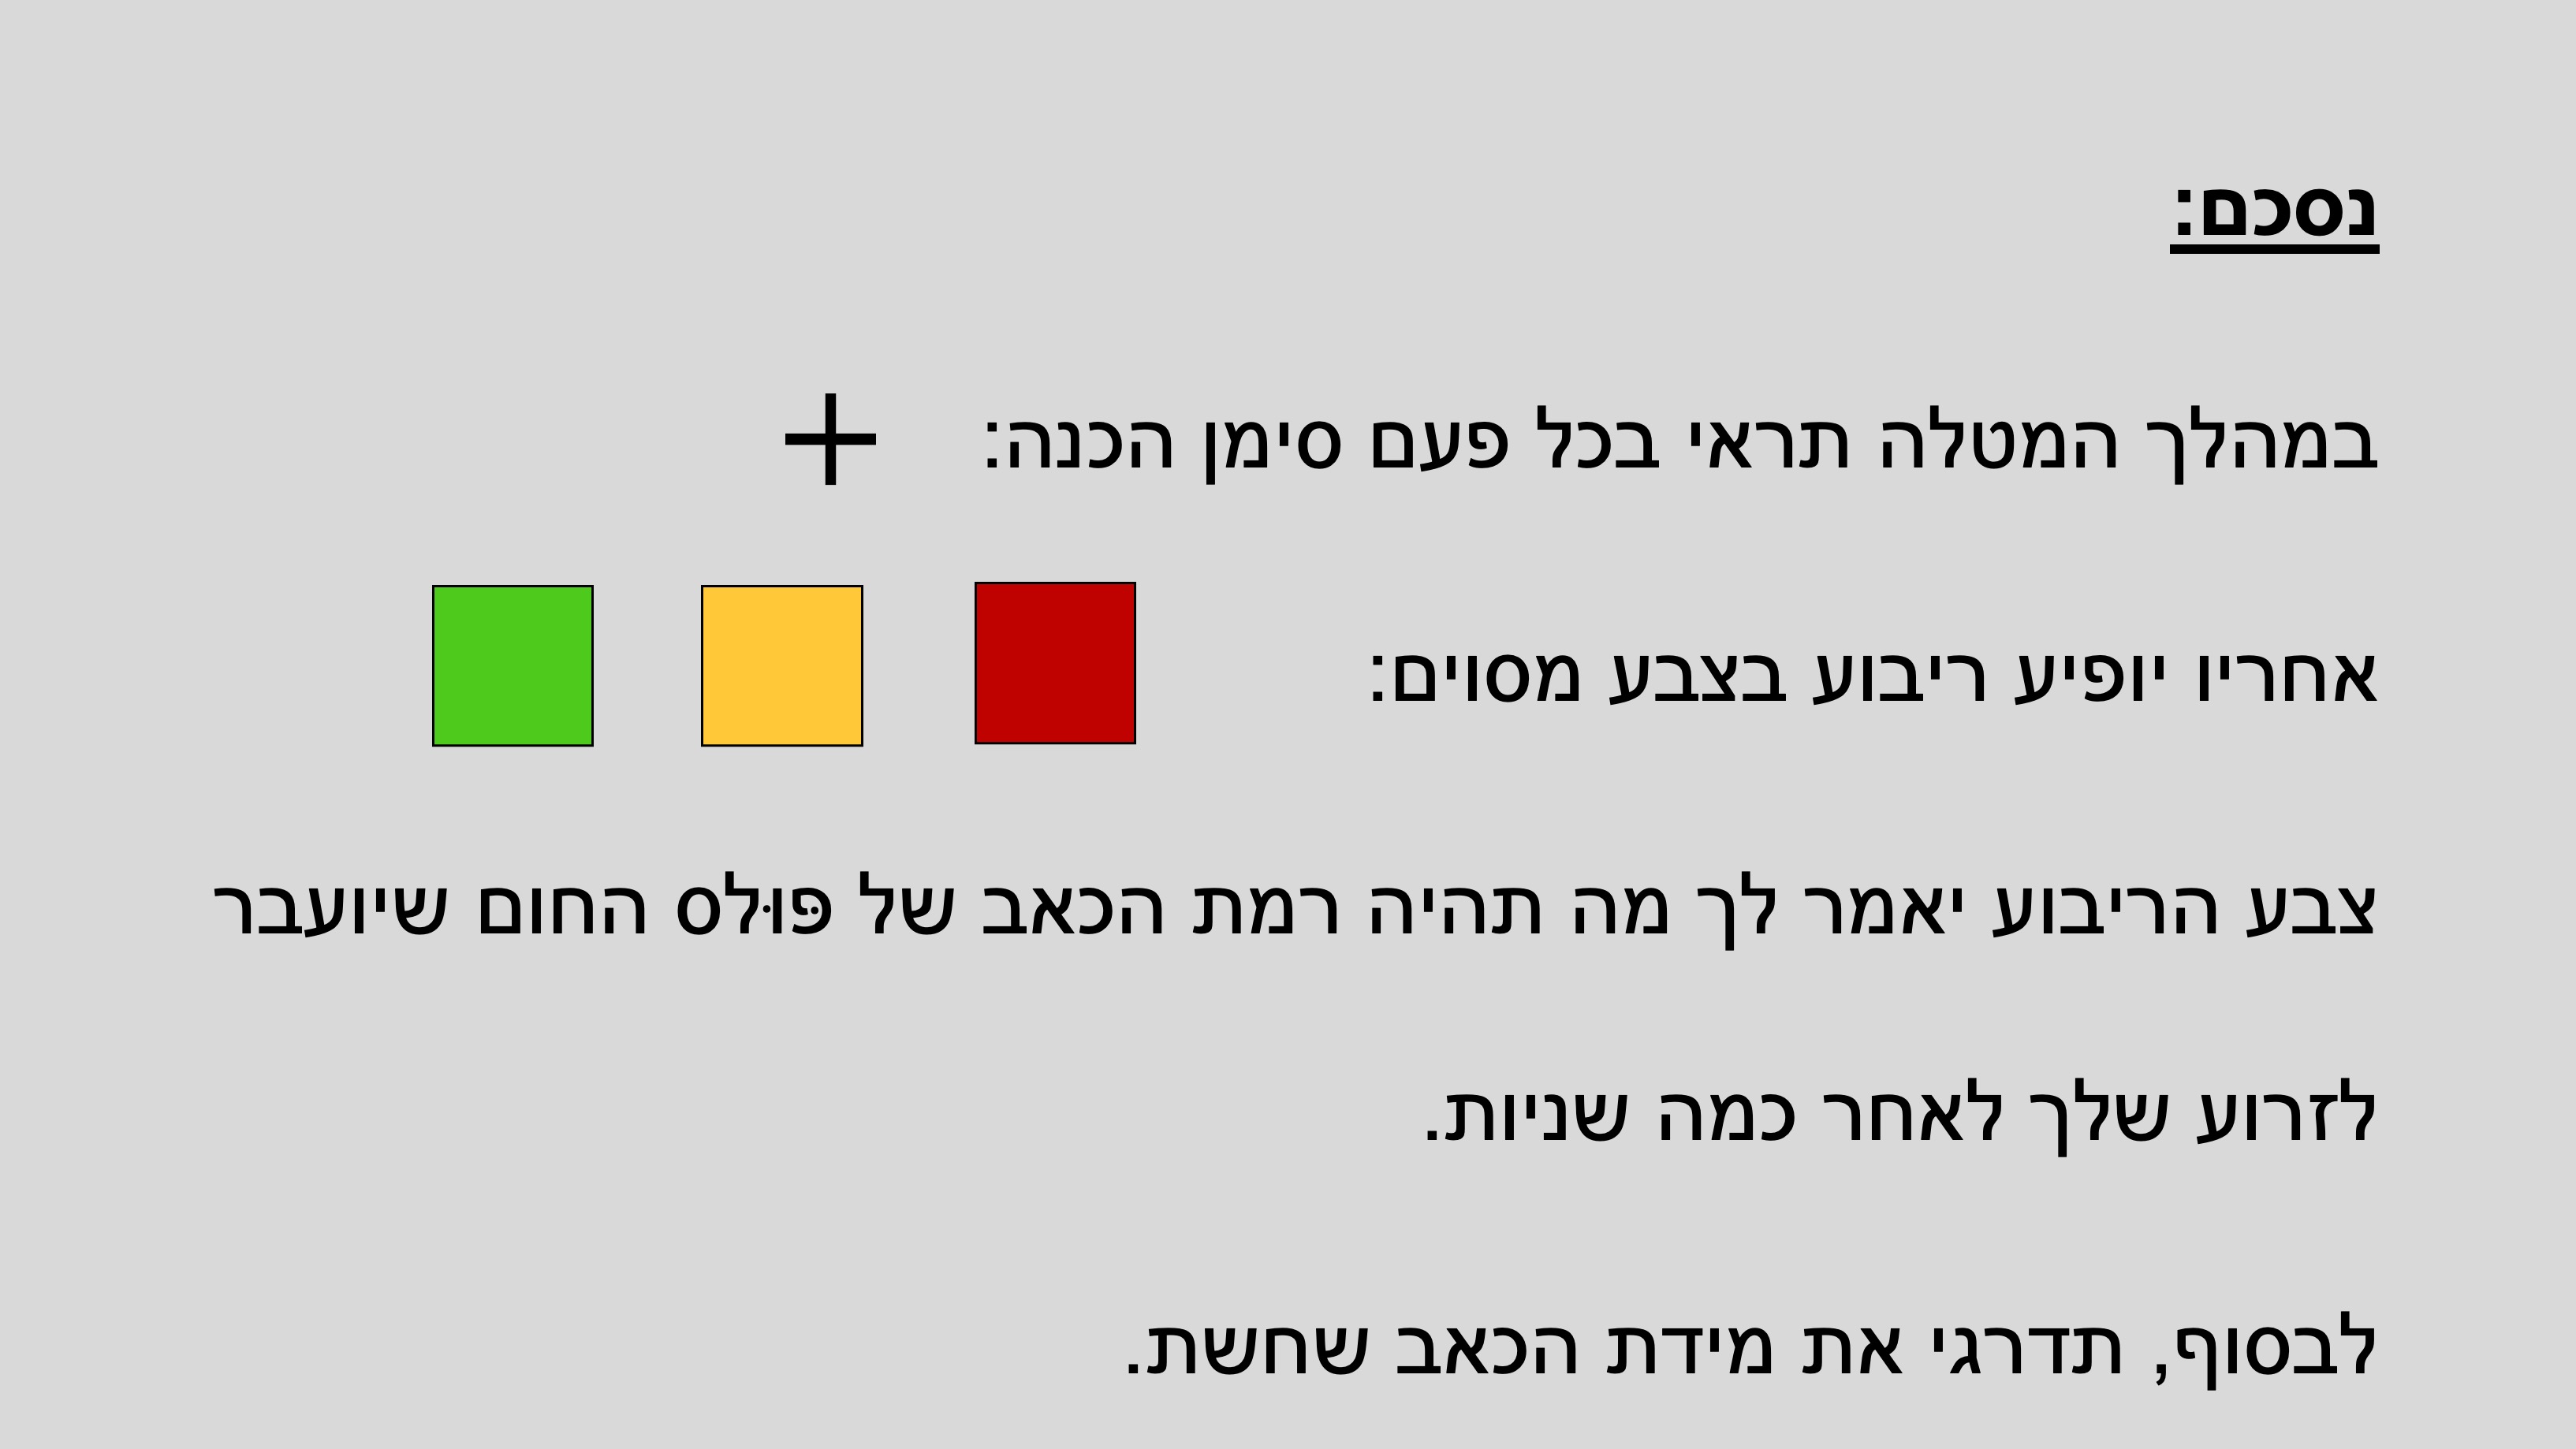 נסכם:
במהלך המטלה תראי בכל פעם סימן הכנה: +
אחריו יופיע ריבוע בצבע מסוים:
צבע הריבוע יאמר לך מה תהיה רמת הכאב של פּוּלס החום שיועבר
לזרוע שלך לאחר כמה שניות.
לבסוף, תדרגי את מידת הכאב שחשת.